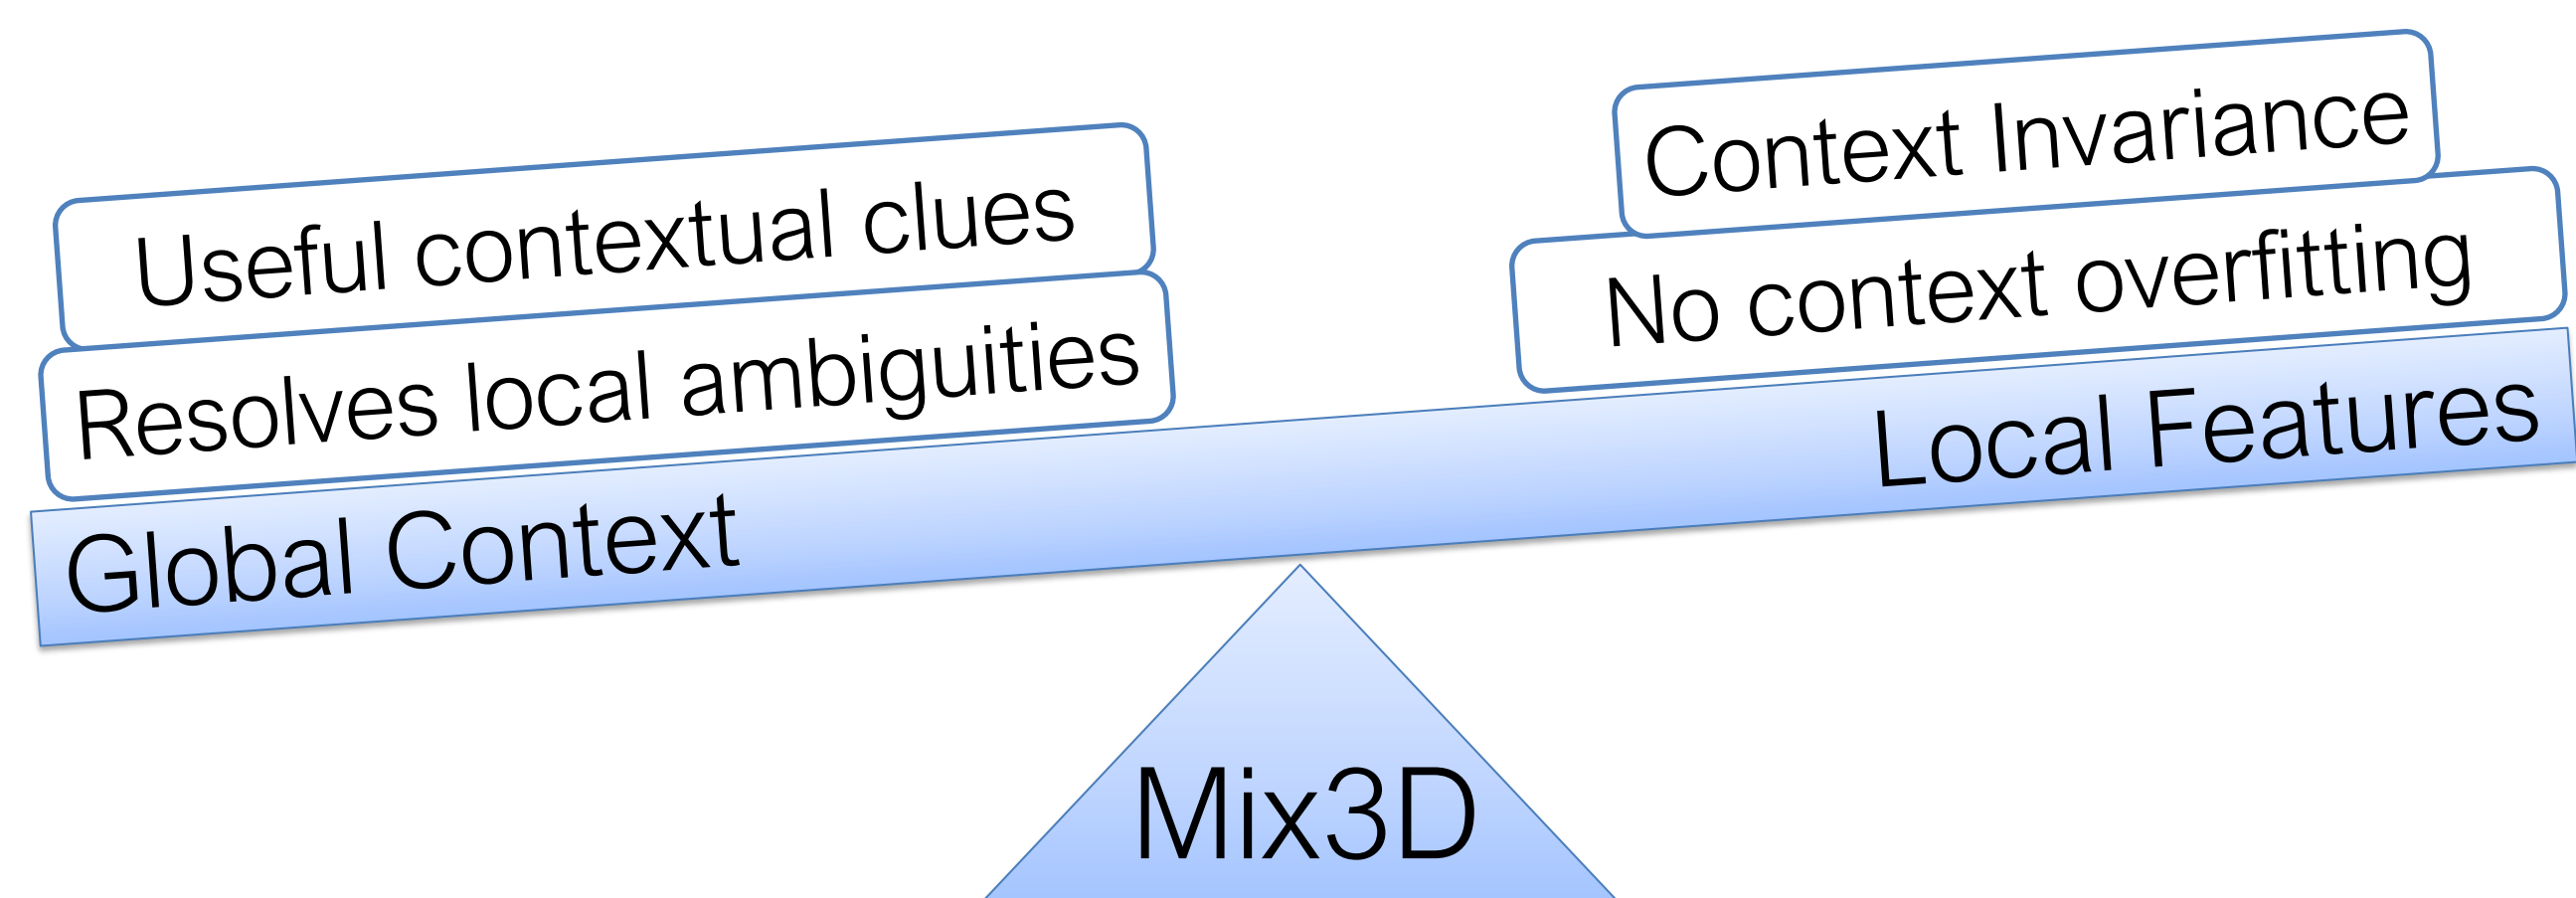 Useful contextual clues
Resolves local ambiguities
Global Context
Context Invariance
No context overfitting
Local Features
Mix3D